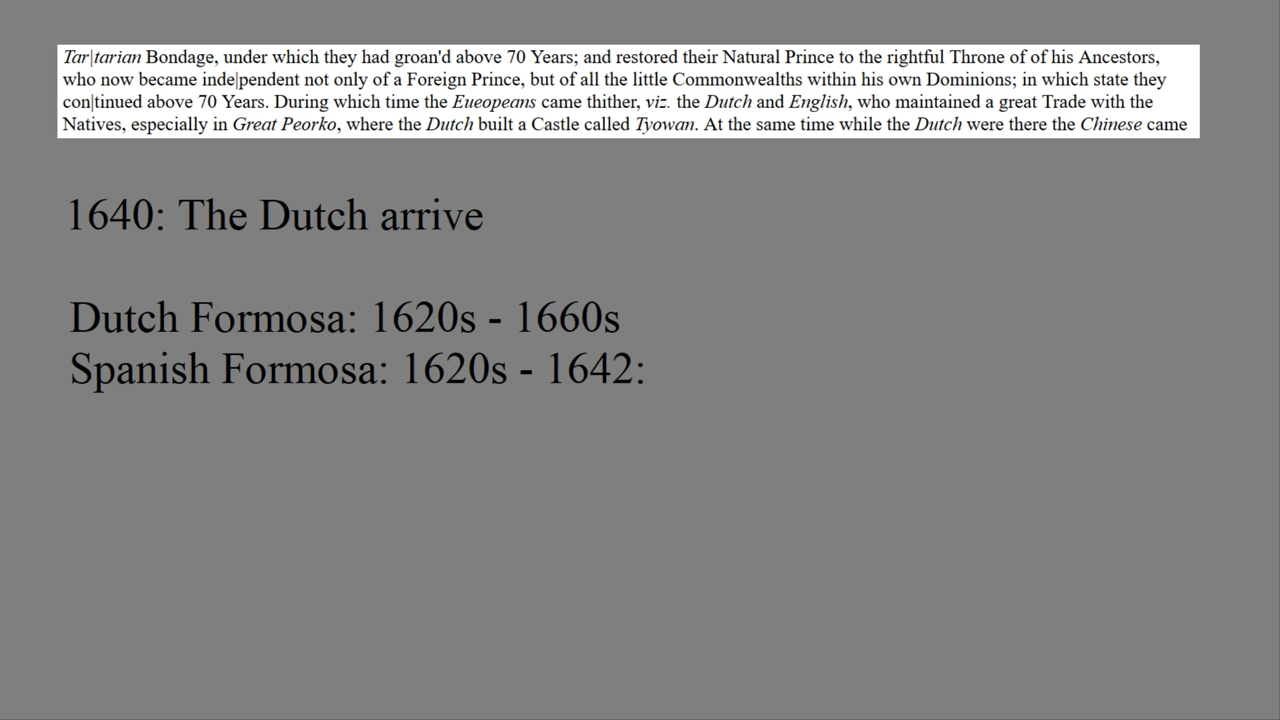 Tar|tarian Bondage, under which they had groan'd above 70 Years; and restored their Natural Prince to the rightful Throne of of his Ancestors,
who now became inde|pendent not only of a Foreign Prince, but of all the little Commonwealths within his own Dominions; in which state they
con|tinued above 70 Years. During which time the Eueopeans came thither, viz. the Dutch and English, who maintained a great Trade with the
Natives, especially in Great Peorko, where the Dutch built a Castle called Tyowan. At the same time while the Dutch were there the Chinese came
1640: The Dutch arrive
Dutch Formosa: 1620s - 1660s
Spanish Formosa: 1620s - 1642: